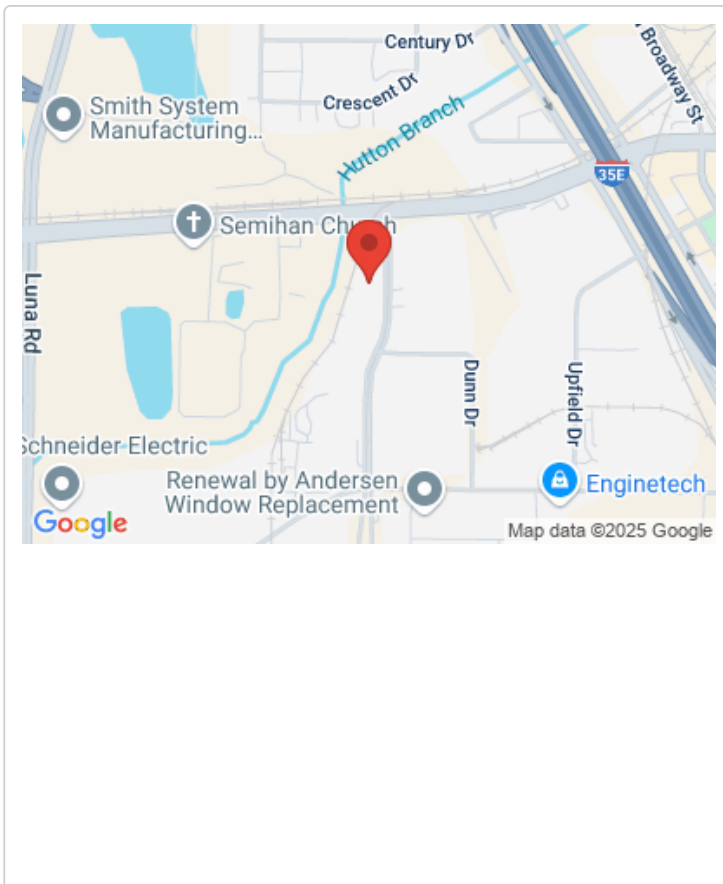 Century Dr
Broadway St
Crescent Dr
Smith System
Manufacturing...
Hutton Branch
35E
Semihan Church
Luna Rd
Dunn Dr
Upfield Dr
Schneider Electric
Renewal by Andersen
Window Replacement
Enginetech
Google
Map data ©2025 Google